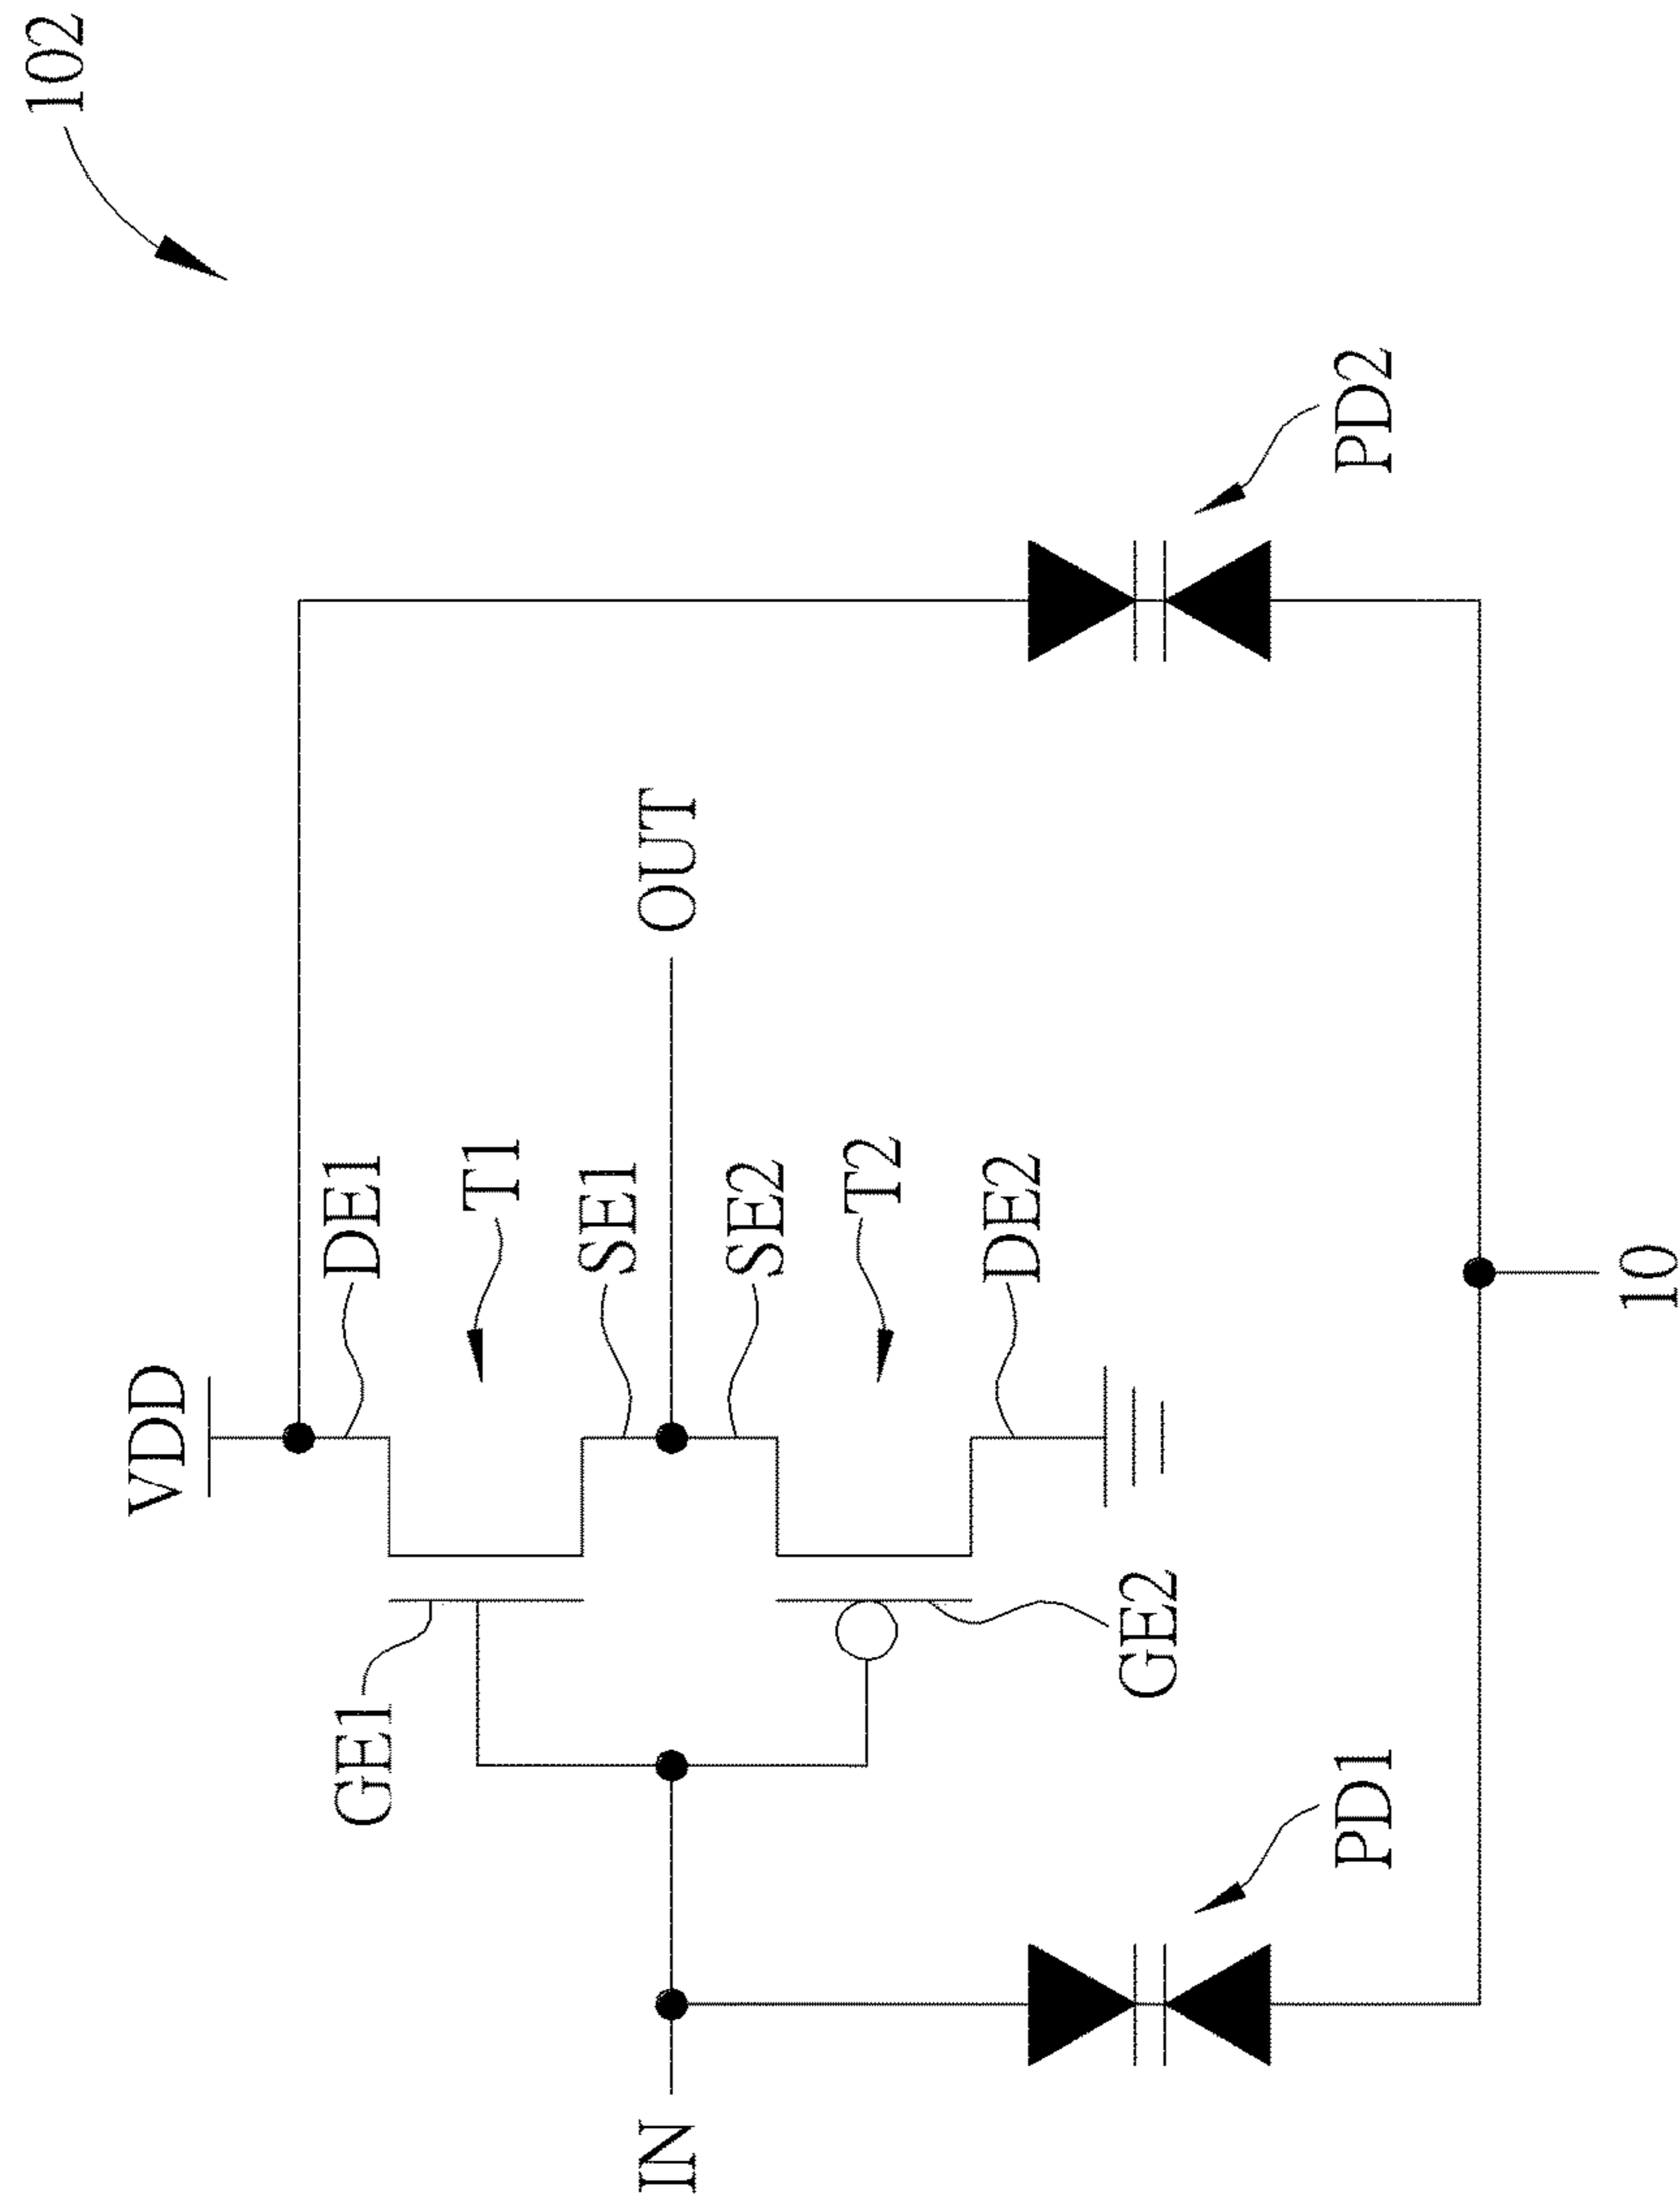 102
VDD
DE1
GE1
T1
SE1
IN
OUT
SE2
T2
DE2
GE2
PD1
PD2
10